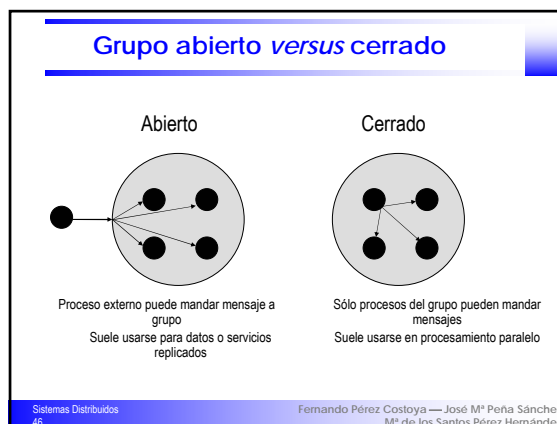 Grupo abierto versus cerrado
Abierto
Cerrado
Proceso externo puede mandar mensaje a
grupo
Suele usarse para datos o servicios
replicados
Sólo procesos del grupo pueden mandar
mensajes
Suele usarse en procesamiento paralelo
Sistemas Distribuidos
46
Fernando Pérez Costoya — José Mª Peña Sánche
Mª de los Santos Pérez Hernánde